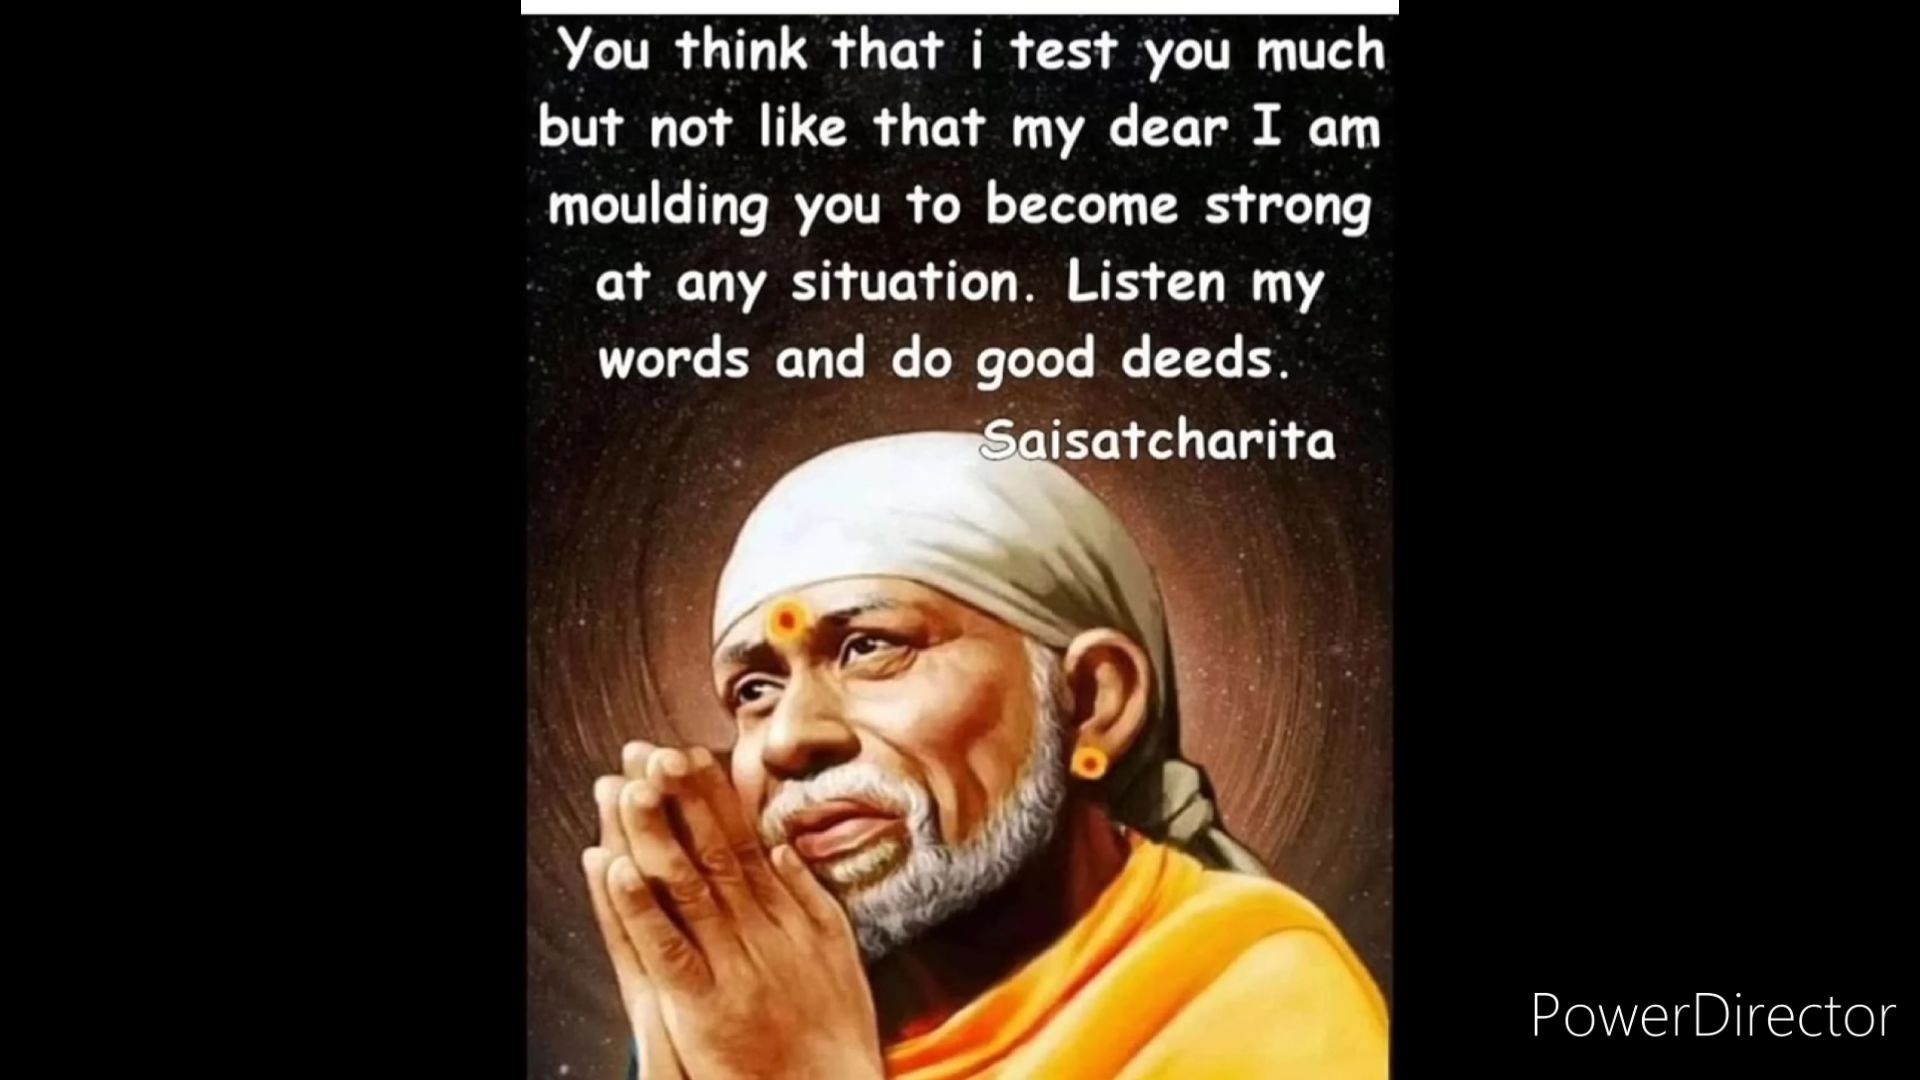 You think that i test you much
but not like that my dear I am
moulding you to become strong
at any situation. Listen my
words and do good deeds.
Saisatcharita
PowerDirector